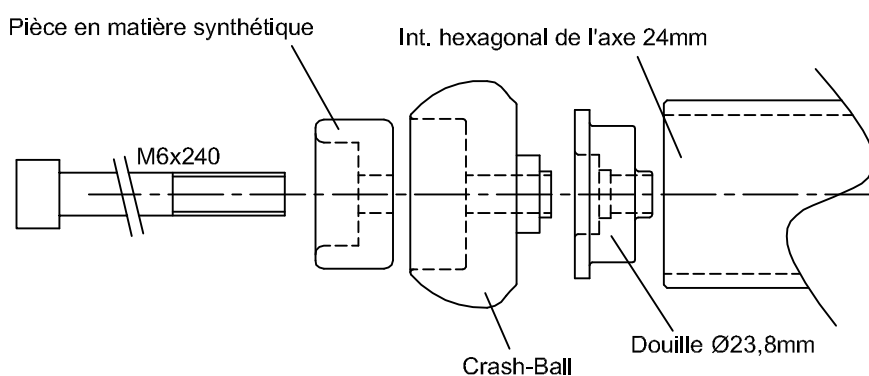 Pièce en matière synthétique
Int. hexagonal de l'axe 24mm
M6x240
Douille Ø23,8mm
Crash-Ball